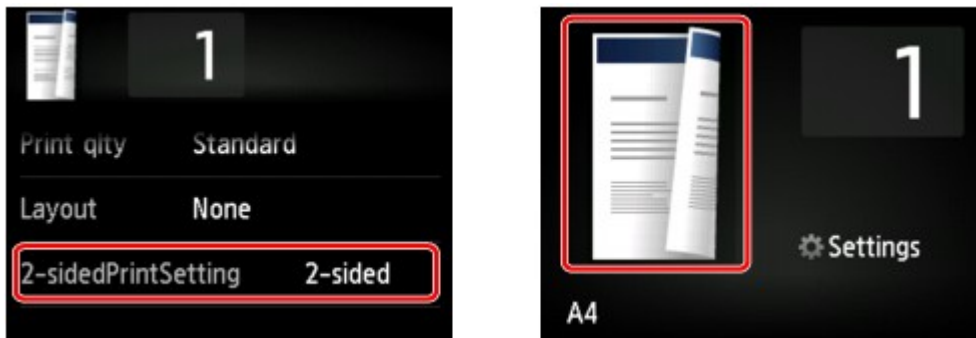 1
Print qlty Standard
Layout None
2-sidedPrintSetting 2-sided
1
Settings
A4